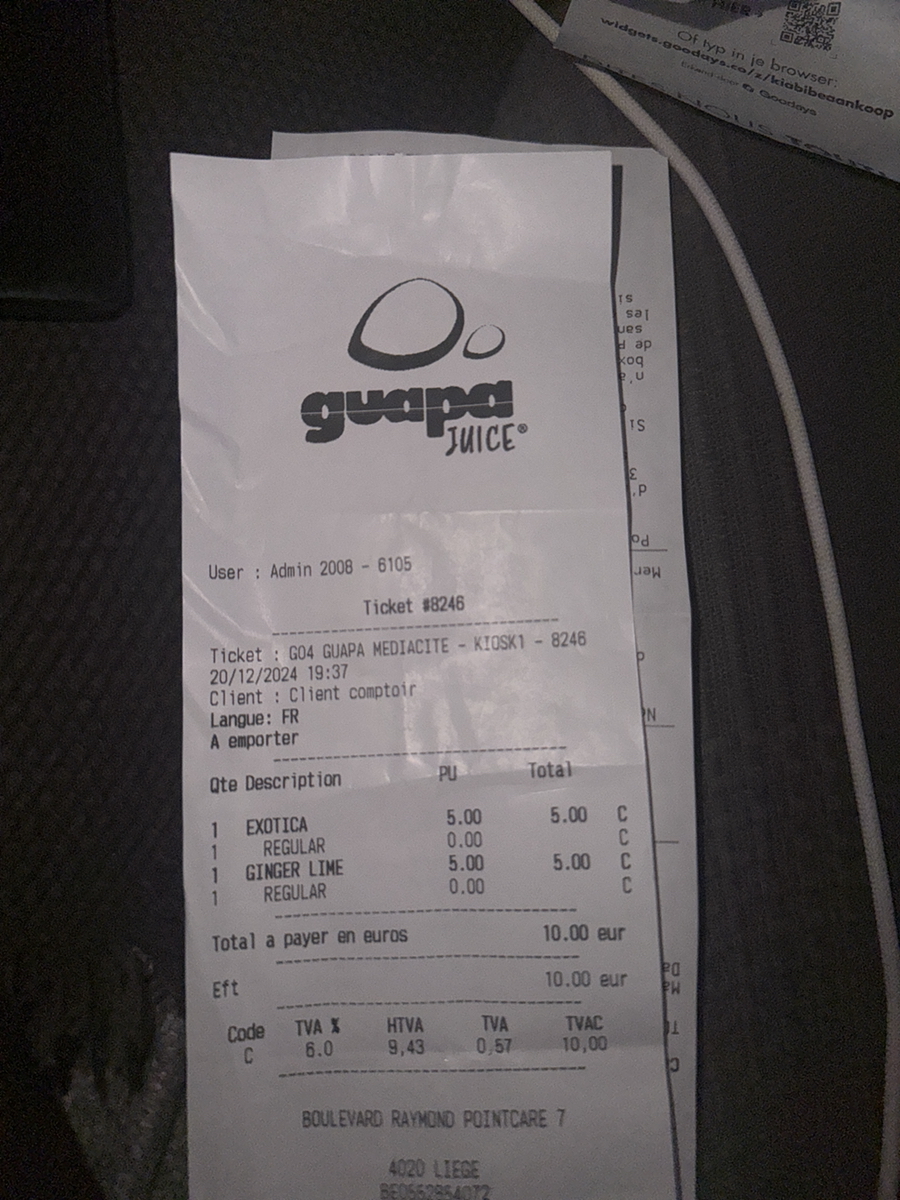 Of typ in je browser:
widgets.goodays.co/z/kiabibeaankoop
Goodays
guapa
JUICE®
User : Admin 2008 - 6105
Ticket #8246
Ticket : G04 GUAPA MEDIACITE - KIOSK1 - 8246
20/12/2024 19:37
Client : Client comptoir
Langue: FR
A emporter
Qte Description PU Total
1 EXOTICA 5.00 5.00 C
1 REGULAR 0.00 C
1 GINGER LIME 5.00 5.00 C
1 REGULAR 0.00 C
Total a payer en euros 10.00 eur
Eft 10.00 eur
Code TVA % HTVA TVA TVAC
C 6.0 9,43 0,57 10,00
BOULEVARD RAYMOND POINTCARE 7
4020 LIEGE